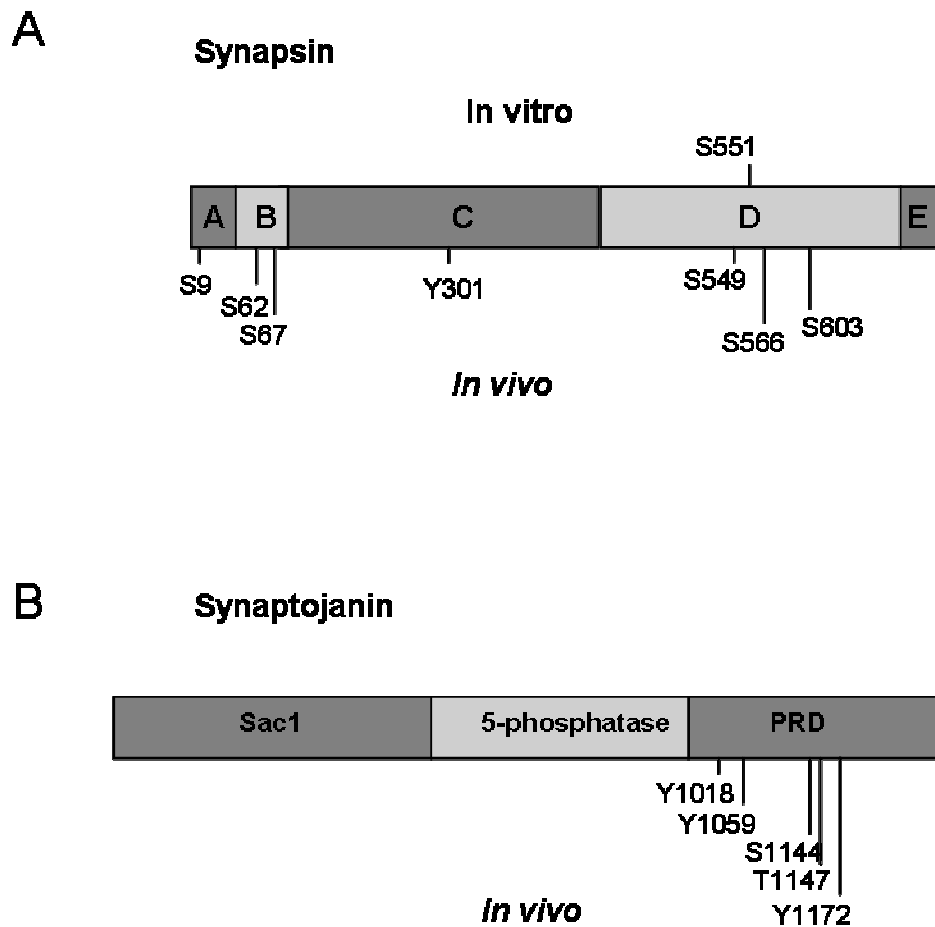 A
Synapsin
In vitro
S551
A B C D E
S9
S62
S67
Y301
S549
S566
S603
In vivo
B
Synaptojanin
Sac1 5-phosphatase PRD
Y1018
Y1059
S1144
T1147
Y1172
In vivo